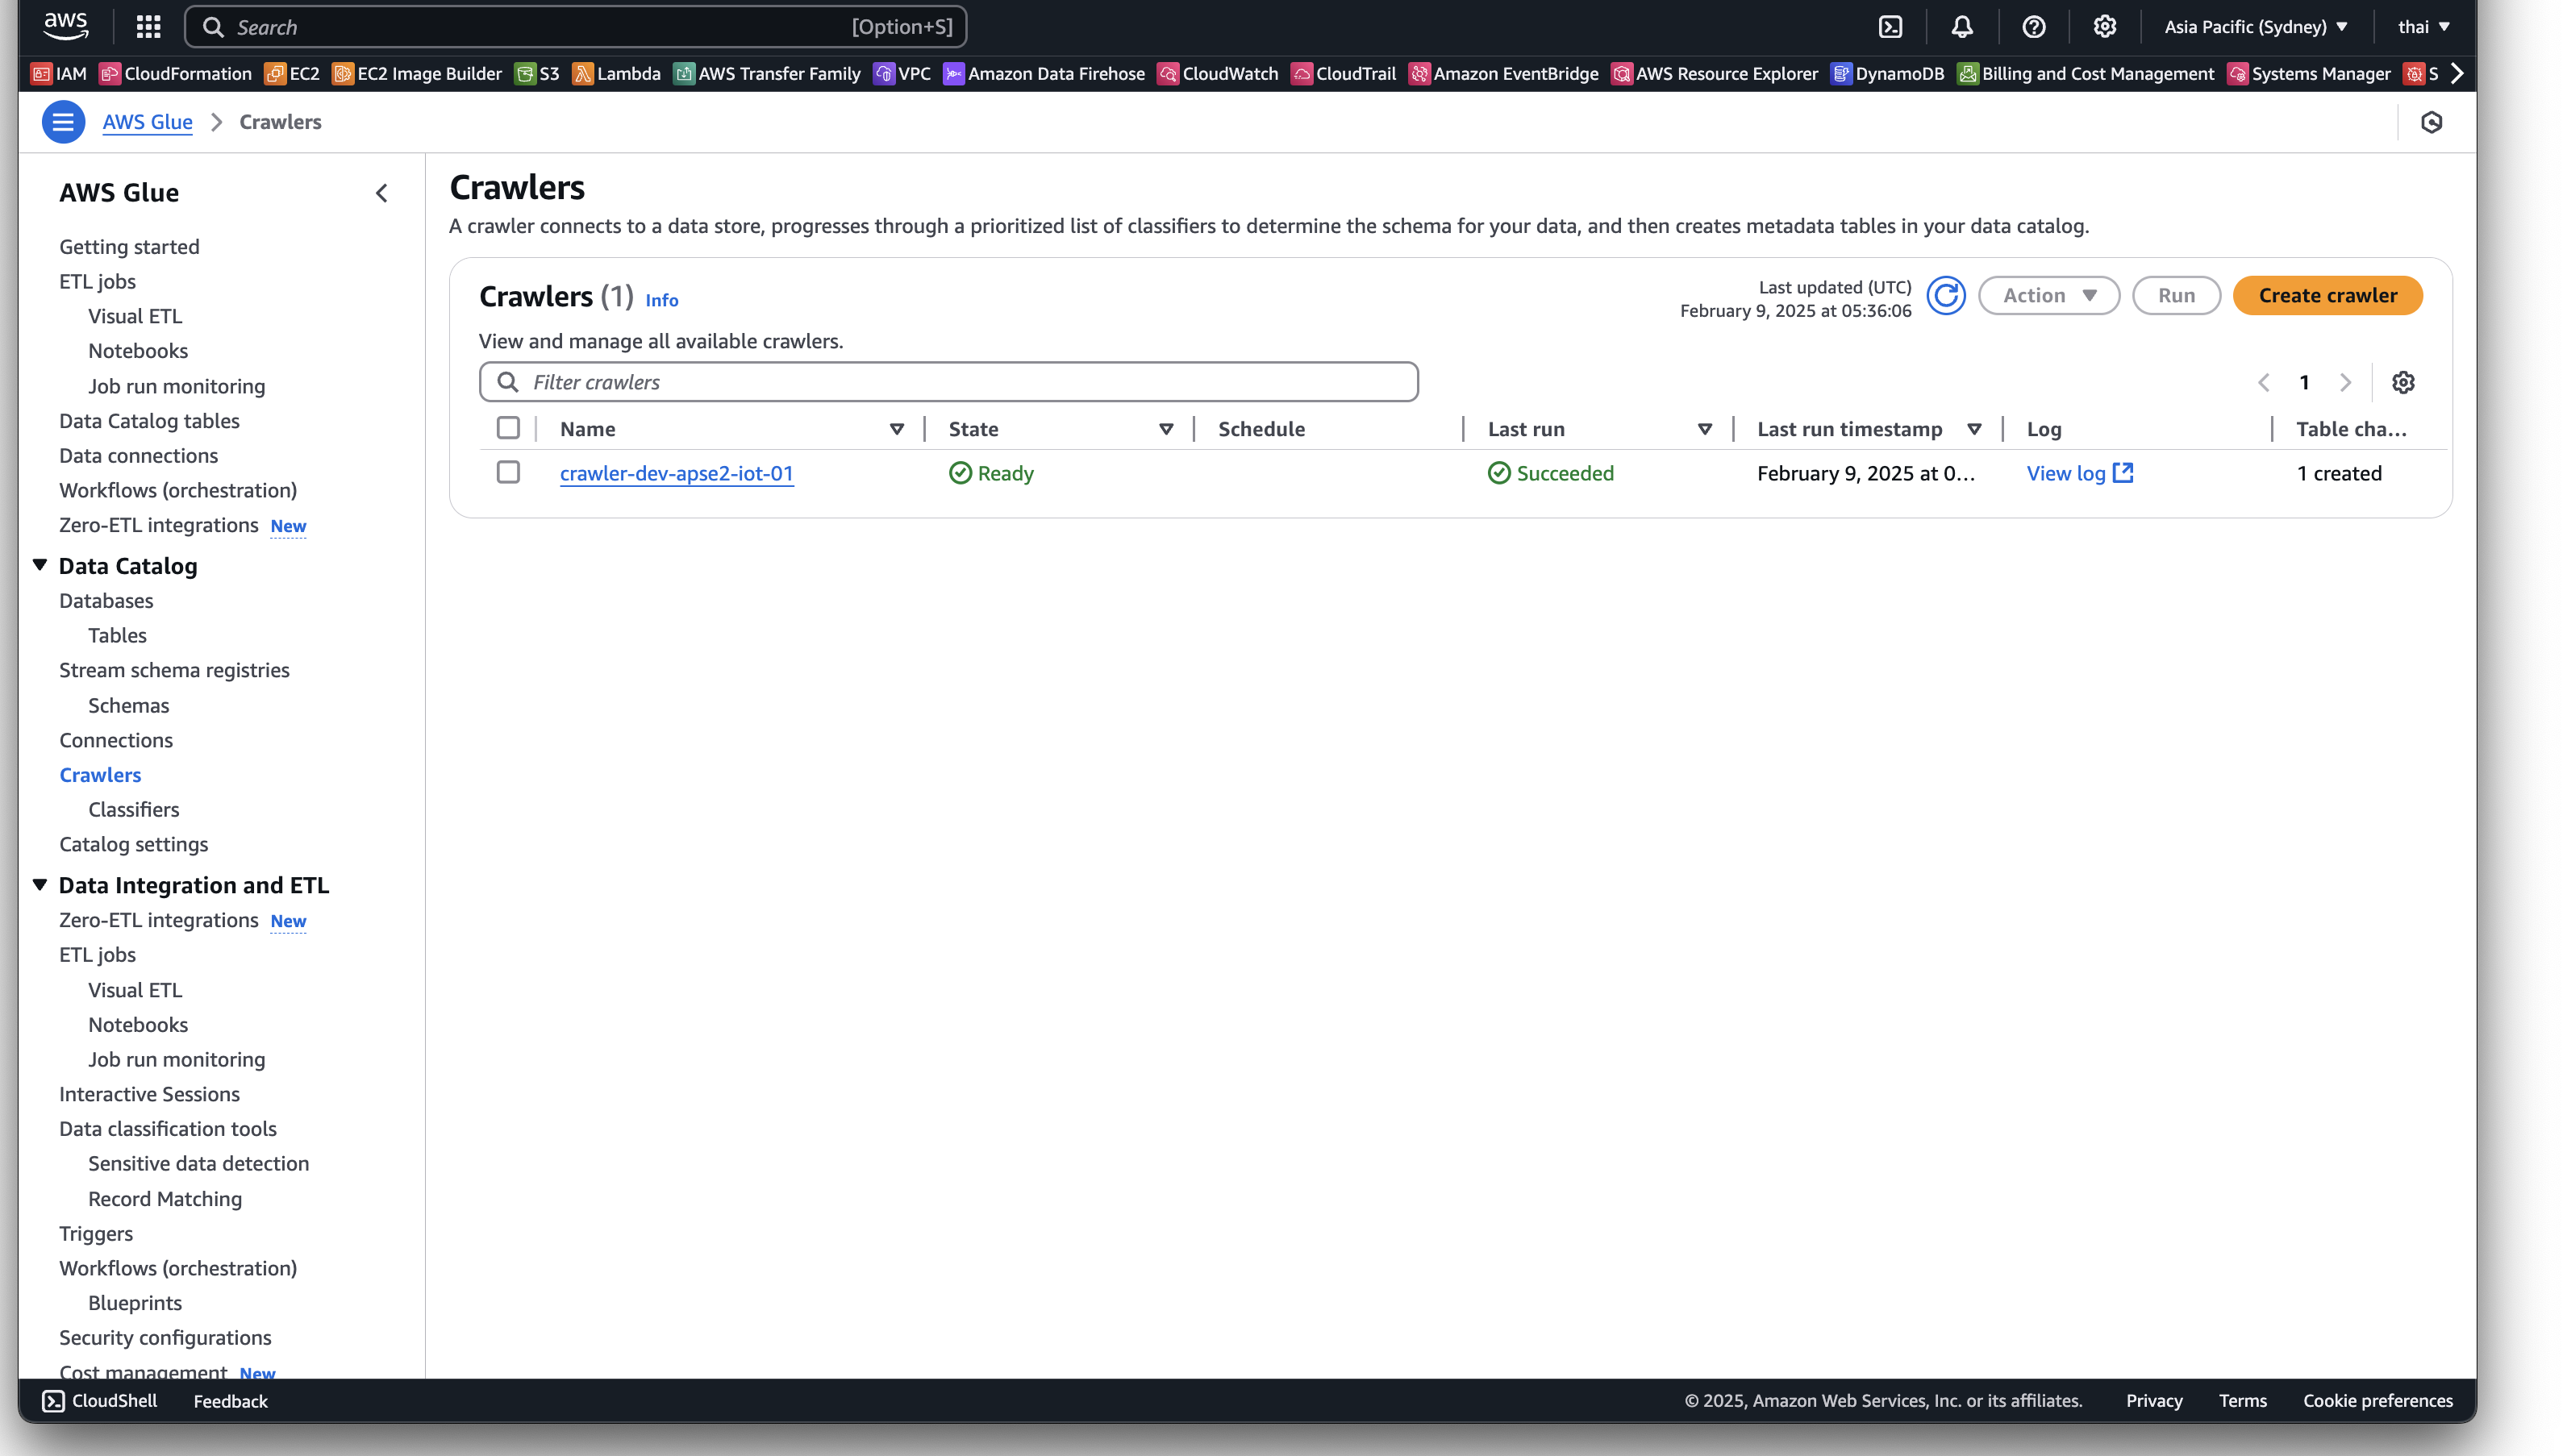 aws
Search [Option+S]
Asia Pacific (Sydney)
thai
IAM CloudFormation EC2 EC2 Image Builder S3 Lambda AWS Transfer Family VPC Amazon Data Firehose CloudWatch CloudTrail Amazon EventBridge AWS Resource Explorer DynamoDB Billing and Cost Management Systems Manager S
AWS Glue > Crawlers
AWS Glue
Getting started
ETL jobs
Visual ETL
Notebooks
Job run monitoring
Data Catalog tables
Data connections
Workflows (orchestration)
Zero-ETL integrations New
Data Catalog
Databases
Tables
Stream schema registries
Schemas
Connections
Crawlers
Classifiers
Catalog settings
Data Integration and ETL
Zero-ETL integrations New
ETL jobs
Visual ETL
Notebooks
Job run monitoring
Interactive Sessions
Data classification tools
Sensitive data detection
Record Matching
Triggers
Workflows (orchestration)
Blueprints
Security configurations
Cost management New
Crawlers
A crawler connects to a data store, progresses through a prioritized list of classifiers to determine the schema for your data, and then creates metadata tables in your data catalog.
Crawlers (1) Info
Last updated (UTC)
February 9, 2025 at 05:36:06
Action
Run
Create crawler
View and manage all available crawlers.
Filter crawlers
1
Name State Schedule Last run Last run timestamp Log Table cha...
crawler-dev-apse2-iot-01 Ready Succeeded February 9, 2025 at 0... View log 1 created
CloudShell Feedback
© 2025, Amazon Web Services, Inc. or its affiliates. Privacy Terms Cookie preferences